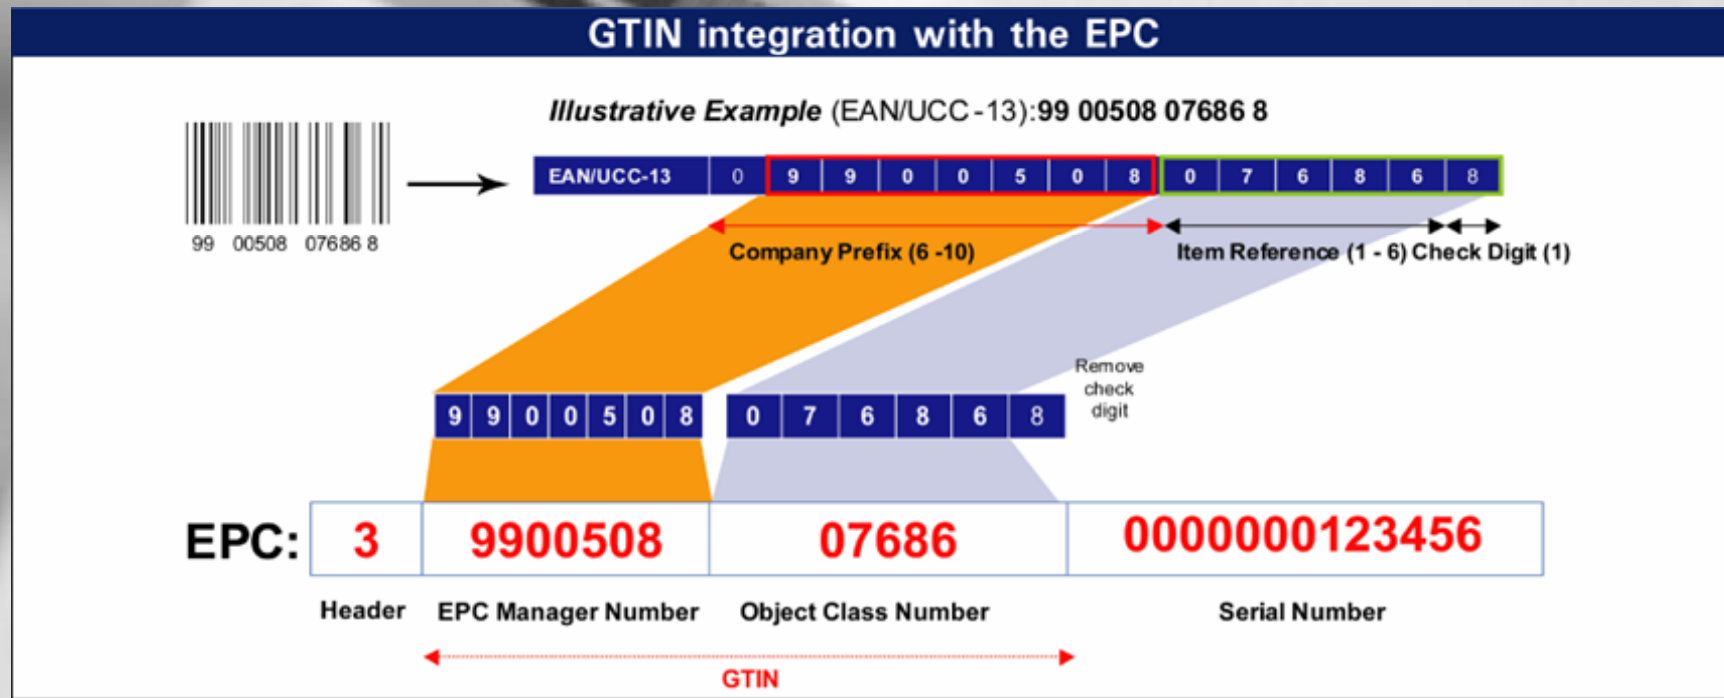 GTIN integration with the EPC
Illustrative Example (EAN/UCC-13):99 00508 07686 8
EAN/UCC-13 0 9 9 0 0 5 0 8 0 7 6 8 6 8
99 00508 07686 8
Company Prefix (6 -10)
Item Reference (1 - 6) Check Digit (1)
Remove
check
digit
9 9 0 0 5 0 8 0 7 6 8 6 8
EPC: 3 9900508 07686 0000000123456
Header EPC Manager Number Object Class Number Serial Number
GTIN